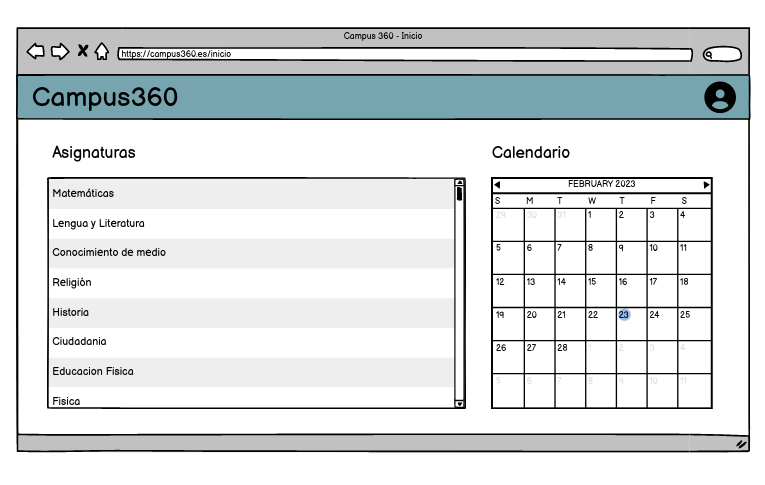 Campus 360 - Inicio
https://campus360.es/inicio
Campus360
Asignaturas
Matemáticas
Lengua y Literatura
Conocimiento de medio
Religión
Historia
Ciudadania
Educacion Fisica
Fisica
Calendario
FEBRUARY 2023
S M T W T F S
29 30 31 1 2 3 4
5 6 7 8 9 10 11
12 13 14 15 16 17 18
19 20 21 22 23 24 25
26 27 28 1 2 3 4
5 6 7 8 9 10 11